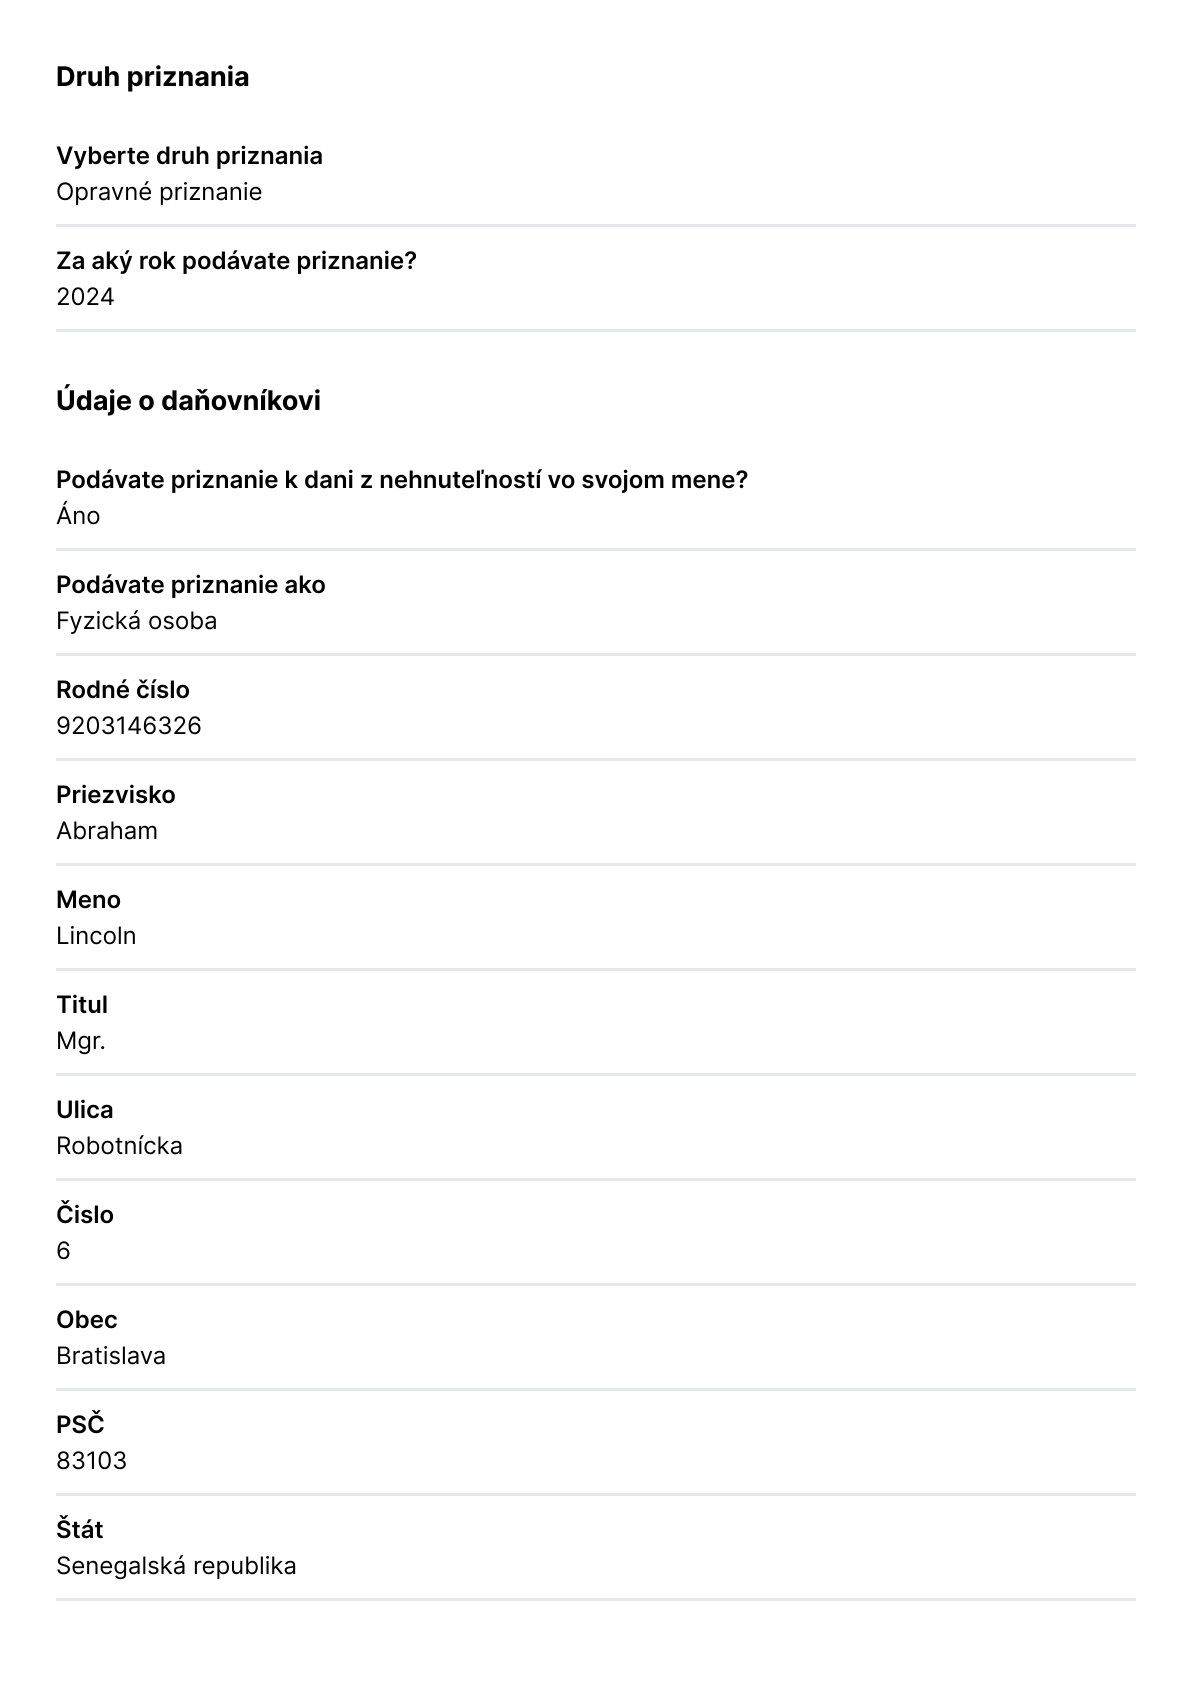 Druh priznania
Vyberte druh priznania
Opravné priznanie
Za aký rok podávate priznanie?
2024
Údaje o daňovníkovi
Podávate priznanie k dani z nehnuteľností vo svojom mene?
Áno
Podávate priznanie ako
Fyzická osoba
Rodné číslo
9203146326
Priezvisko
Abraham
Meno
Lincoln
Titul
Mgr.
Ulica
Robotnícka
Čislo
6
Obec
Bratislava
PSČ
83103
Štát
Senegalská republika